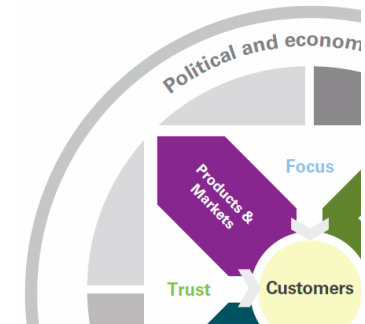 Political and econom
Focus
Products &
Markets
Trust
Customers